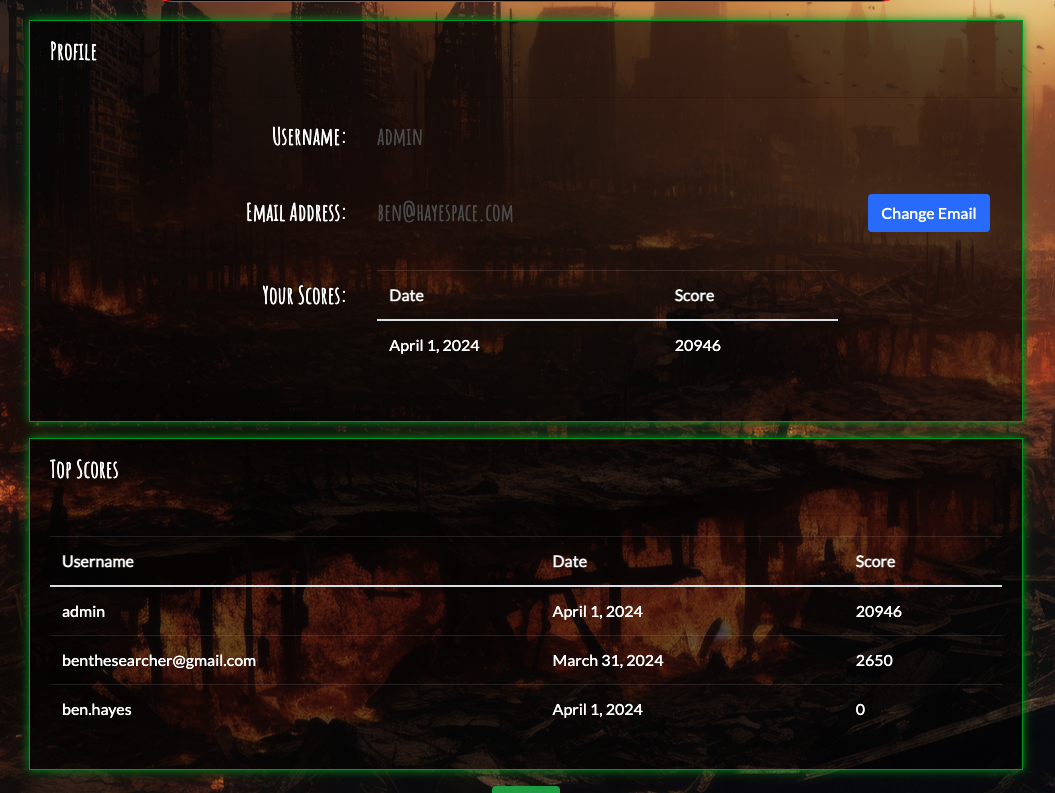 Profile
Username: admin
Email Address: ben@hayespace.com Change Email
Your Scores: Date Score
April 1, 2024 20946
Top Scores
Username Date Score
admin April 1, 2024 20946
benthesearcher@gmail.com March 31, 2024 2650
ben.hayes April 1, 2024 0